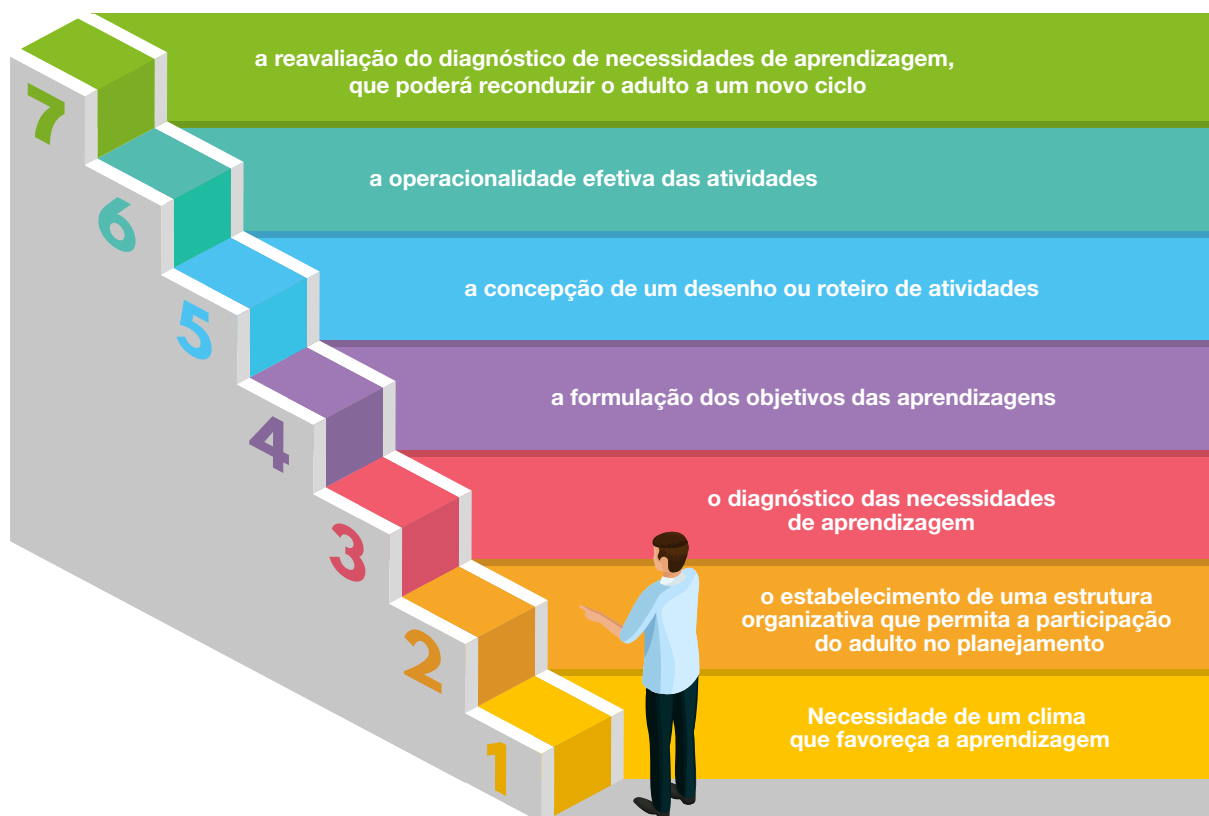 7
a reavaliação do diagnóstico de necessidades de aprendizagem,
que poderá reconduzir o adulto a um novo ciclo
6
a operacionalidade efetiva das atividades
5
a concepção de um desenho ou roteiro de atividades
4
a formulação dos objetivos das aprendizagens
3
o diagnóstico das necessidades
de aprendizagem
2
o estabelecimento de uma estrutura
organizativa que permita a participação
do adulto no planejamento
1
Necessidade de um clima
que favoreça a aprendizagem